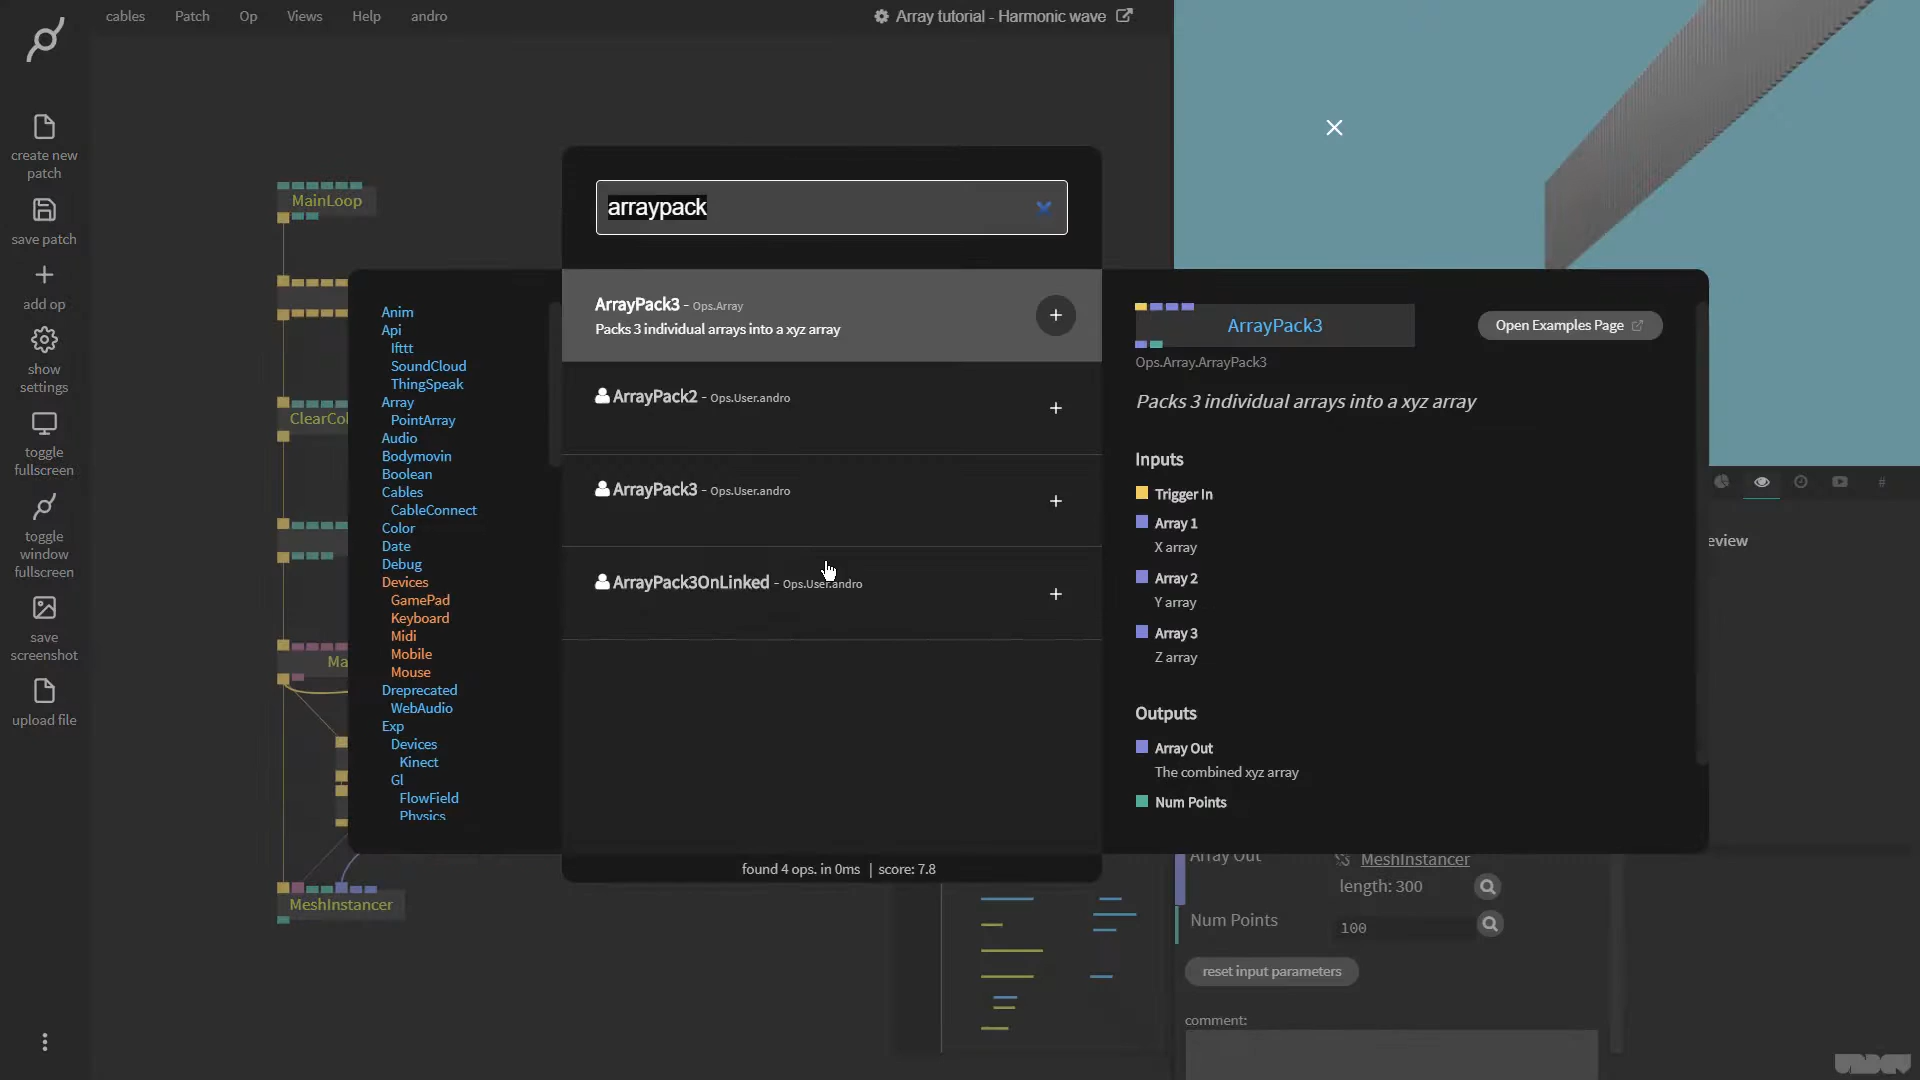 cables
Patch
Op
Views
Help
andro
Array tutorial - Harmonic wave
create new
patch
save patch
add op
show
settings
toggle
fullscreen
toggle
window
fullscreen
save
screenshot
upload file
MainLoop
ClearCol
Ma
MeshInstancer
arraypack
Anim
Api
Ifttt
SoundCloud
ThingSpeak
Array
PointArray
Audio
Bodymovin
Boolean
Cables
CableConnect
Color
Date
Debug
Devices
GamePad
Keyboard
Midi
Mobile
Mouse
Dreprecated
WebAudio
Exp
Devices
Kinect
Gl
FlowField
Physics
ArrayPack3 - Ops.Array
Packs 3 individual arrays into a xyz array
ArrayPack2 - Ops.User.andro
ArrayPack3 - Ops.User.andro
ArrayPack3OnLinked - Ops.User.andro
found 4 ops. in 0ms | score: 7.8
ArrayPack3
Open Examples Page
Ops.Array.ArrayPack3
Packs 3 individual arrays into a xyz array
Inputs
Trigger In
Array 1
X array
Array 2
Y array
Array 3
Z array
Outputs
Array Out
The combined xyz array
Num Points
#
eview
Array Out
MeshInstancer
length: 300
Num Points
100
reset input parameters
comment: